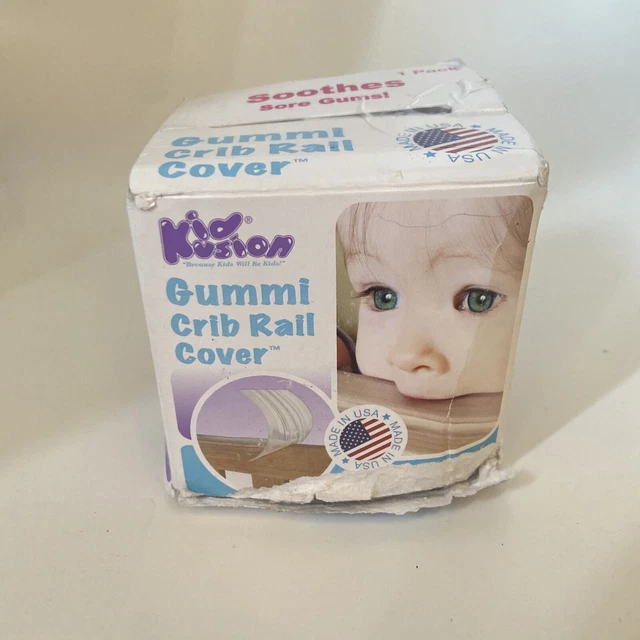 1 Pack
Soothes
Sore Gums!
Gummi
Crib Rail
Cover™
MADE IN USA
MADE IN USA
Kid®
Kusion
"Because Kids Will Be Kids!"
Gummi
Crib Rail
Cover™
MADE IN USA
MADE IN USA